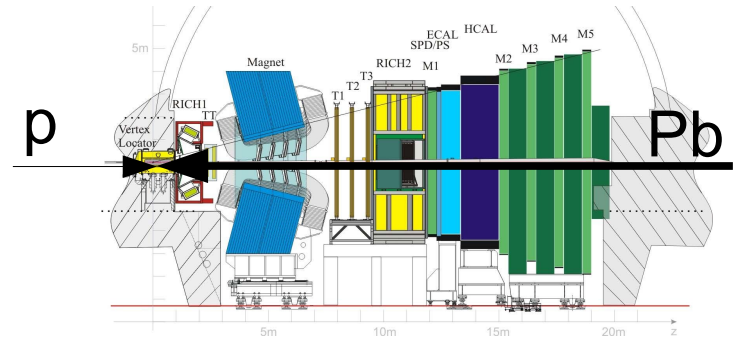 5m
p
Pb
Vertex
Locator
RICH1
TT
Magnet
T1
T2
T3
RICH2
M1
SPD/PS
ECAL
HCAL
M2
M3
M4
M5
5m
10m
15m
20m
z